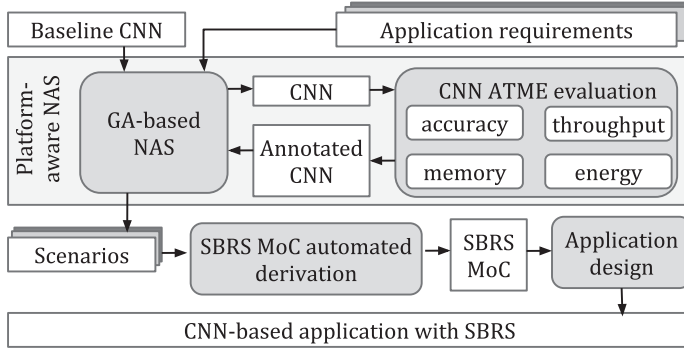 Baseline CNN
Application requirements
Platform-
aware NAS
GA-based
NAS
CNN
Annotated
CNN
CNN ATME evaluation
accuracy
throughput
memory
energy
Scenarios
SBRS MoC automated
derivation
SBRS
MoC
Application
design
CNN-based application with SBRS